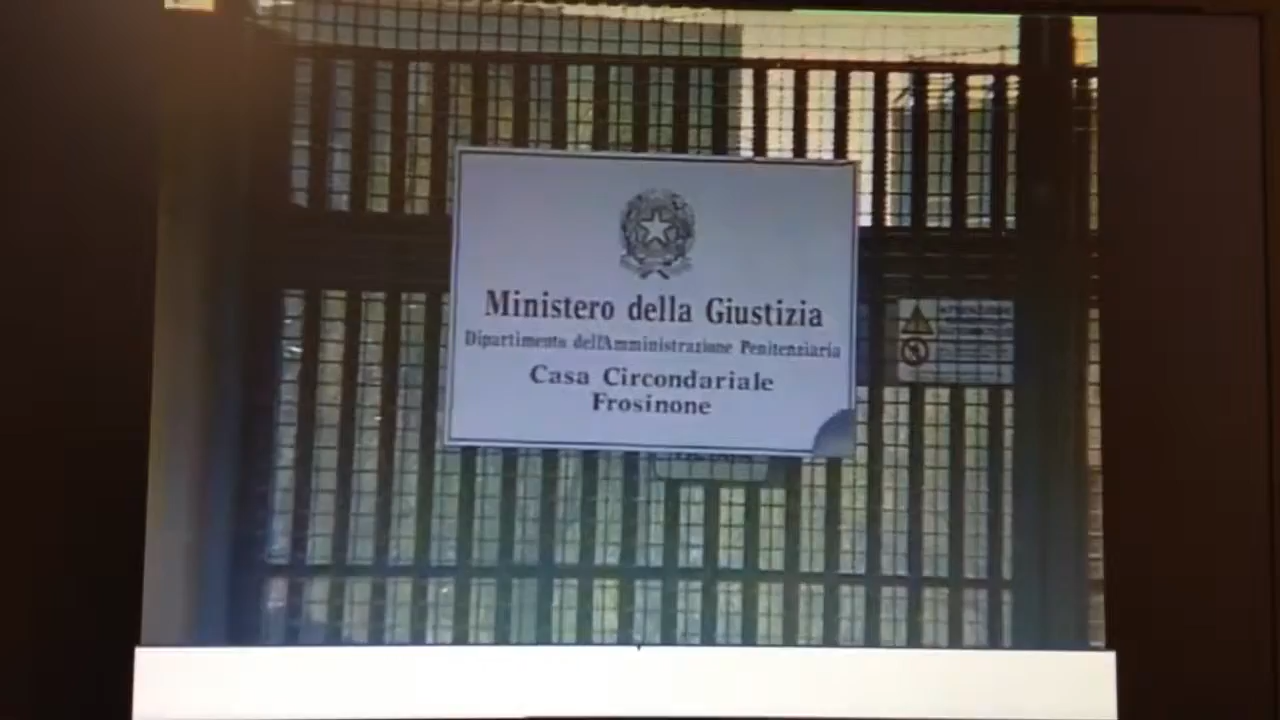 Ministero della Giustizia
Dipartimento dell'Amministrazione Penitenziaria
Casa Circondariale
Frosinone